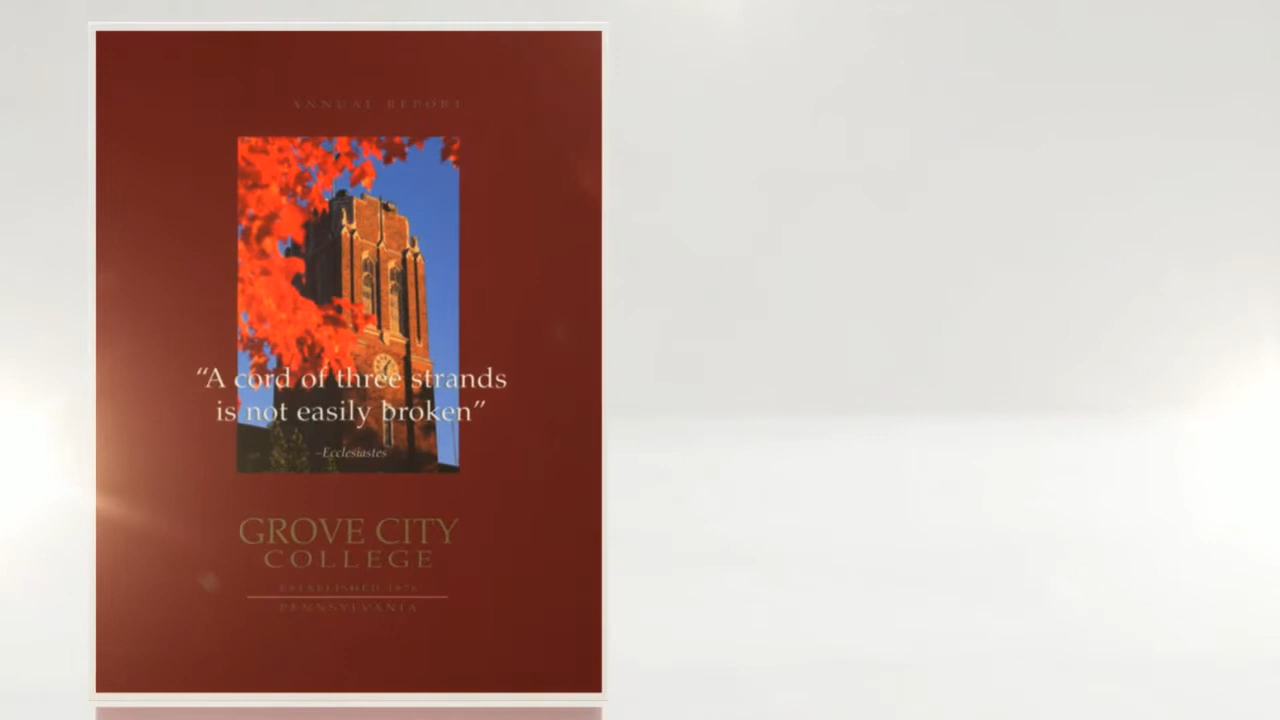 ANNUAL REPORT
“A cord of three strands
is not easily broken”
–Ecclesiastes
GROVE CITY
COLLEGE
ESTABLISHED 1876
PENNSYLVANIA